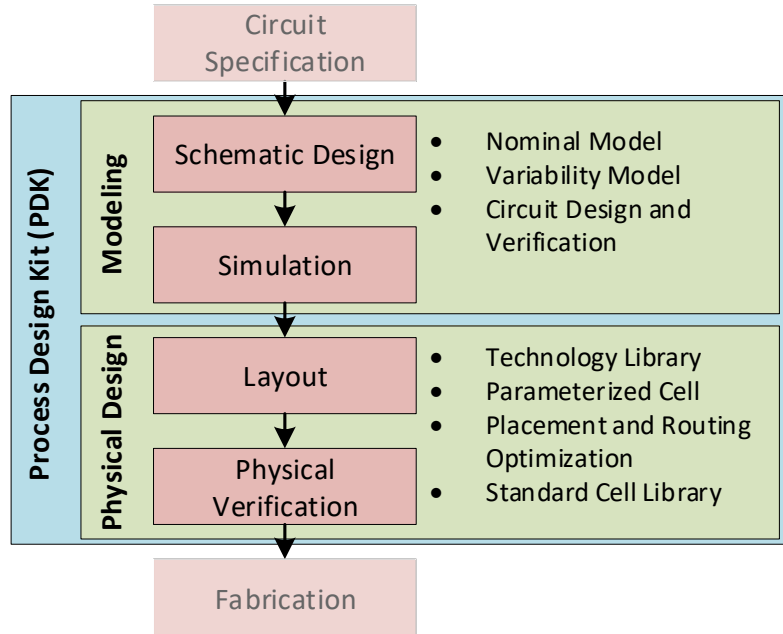 Circuit
Specification
Process Design Kit (PDK)
Modeling
Schematic Design
Simulation
• Nominal Model
• Variability Model
• Circuit Design and
Verification
Physical Design
Layout
Physical
Verification
• Technology Library
• Parameterized Cell
• Placement and Routing
Optimization
• Standard Cell Library
Fabrication